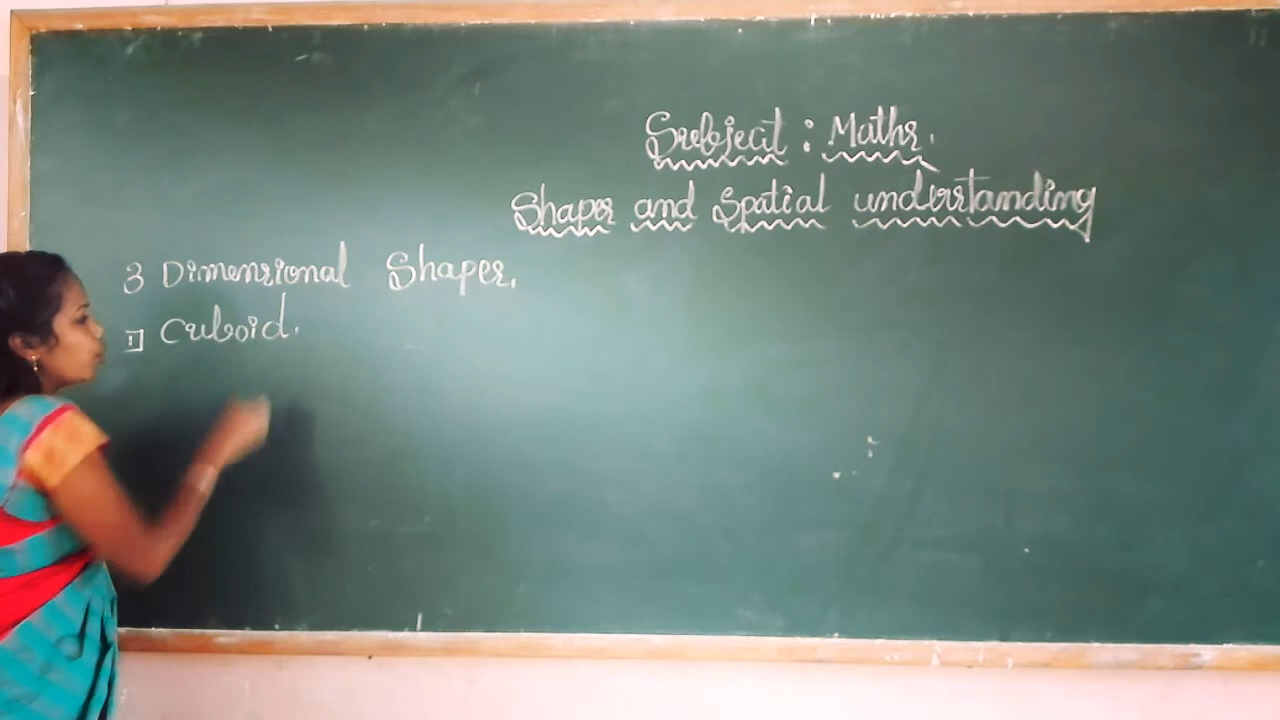 Subject : Maths.
Shapes and Spatial understanding
3 Dimensional Shapes.
1 Cuboid.